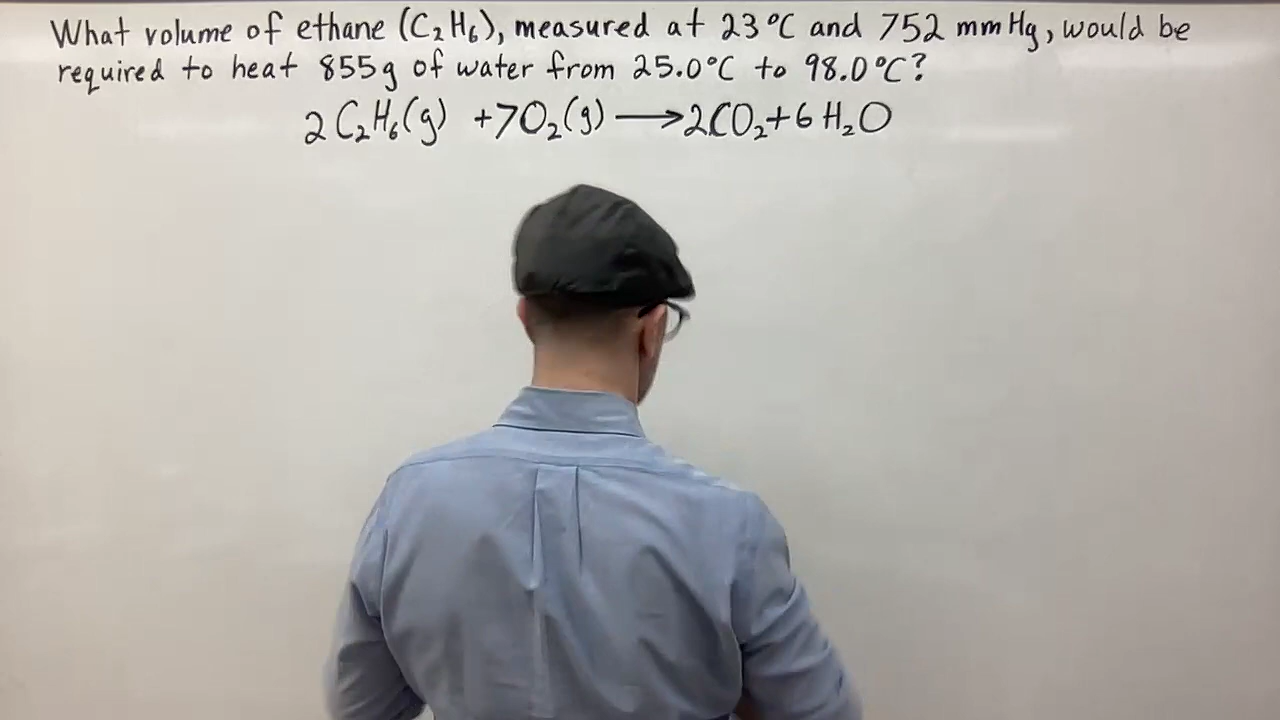 What volume of ethane (C₂H₆), measured at 23°C and 752 mmHg, would be
required to heat 855g of water from 25.0°C to 98.0°C?
2C₂H₆(g) +7O₂(g) ⟶2CO₂+6H₂O